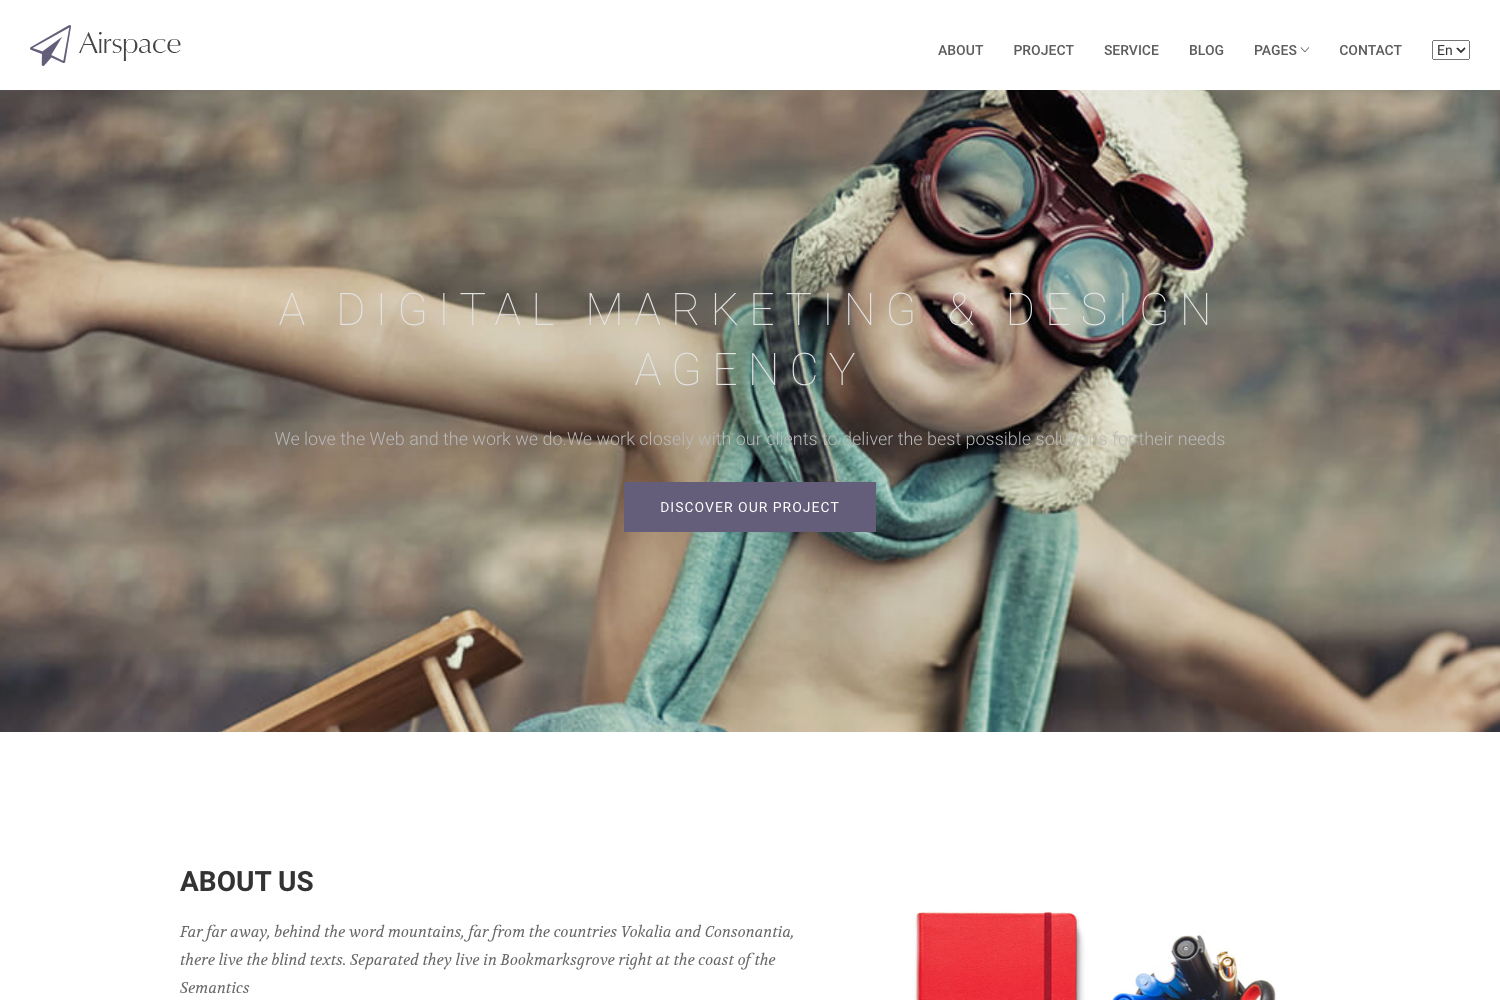 Airspace
ABOUT PROJECT SERVICE BLOG PAGES CONTACT En
A DIGITAL MARKETING & DESIGN
AGENCY
We love the Web and the work we do.We work closely with our clients to deliver the best possible solutions for their needs
DISCOVER OUR PROJECT
ABOUT US
Far far away, behind the word mountains, far from the countries Vokalia and Consonantia,
there live the blind texts. Separated they live in Bookmarksgrove right at the coast of the
Semantics